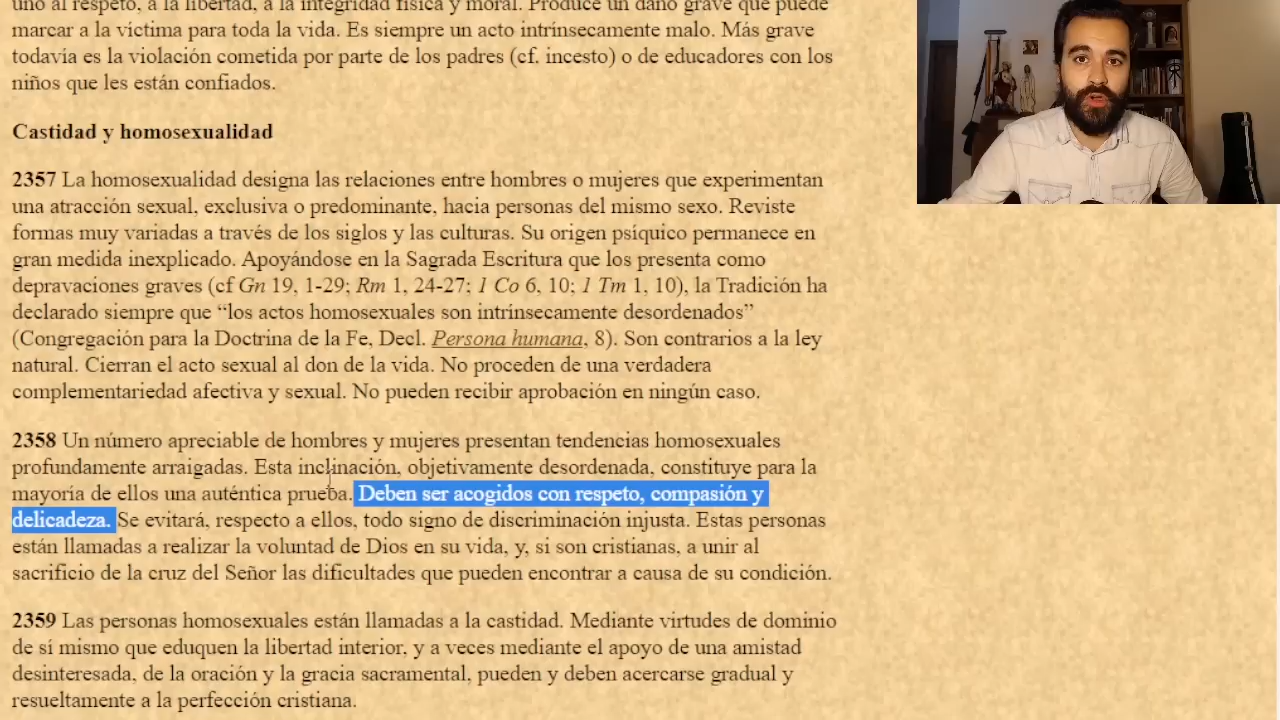 uno al respeto, a la libertad, a la integridad física y moral. Produce un daño grave que puede
marcar a la víctima para toda la vida. Es siempre un acto intrínsecamente malo. Más grave
todavía es la violación cometida por parte de los padres (cf. incesto) o de educadores con los
niños que les están confiados.
Castidad y homosexualidad
2357 La homosexualidad designa las relaciones entre hombres o mujeres que experimentan
una atracción sexual, exclusiva o predominante, hacia personas del mismo sexo. Reviste
formas muy variadas a través de los siglos y las culturas. Su origen psíquico permanece en
gran medida inexplicado. Apoyándose en la Sagrada Escritura que los presenta como
depravaciones graves (cf Gn 19, 1-29; Rm 1, 24-27; 1 Co 6, 10; 1 Tm 1, 10), la Tradición ha
declarado siempre que “los actos homosexuales son intrínsecamente desordenados”
(Congregación para la Doctrina de la Fe, Decl. Persona humana, 8). Son contrarios a la ley
natural. Cierran el acto sexual al don de la vida. No proceden de una verdadera
complementariedad afectiva y sexual. No pueden recibir aprobación en ningún caso.
2358 Un número apreciable de hombres y mujeres presentan tendencias homosexuales
profundamente arraigadas. Esta inclinación, objetivamente desordenada, constituye para la
mayoría de ellos una auténtica prueba. Deben ser acogidos con respeto, compasión y
delicadeza. Se evitará, respecto a ellos, todo signo de discriminación injusta. Estas personas
están llamadas a realizar la voluntad de Dios en su vida, y, si son cristianas, a unir al
sacrificio de la cruz del Señor las dificultades que pueden encontrar a causa de su condición.
2359 Las personas homosexuales están llamadas a la castidad. Mediante virtudes de dominio
de sí mismo que eduquen la libertad interior, y a veces mediante el apoyo de una amistad
desinteresada, de la oración y la gracia sacramental, pueden y deben acercarse gradual y
resueltamente a la perfección cristiana.